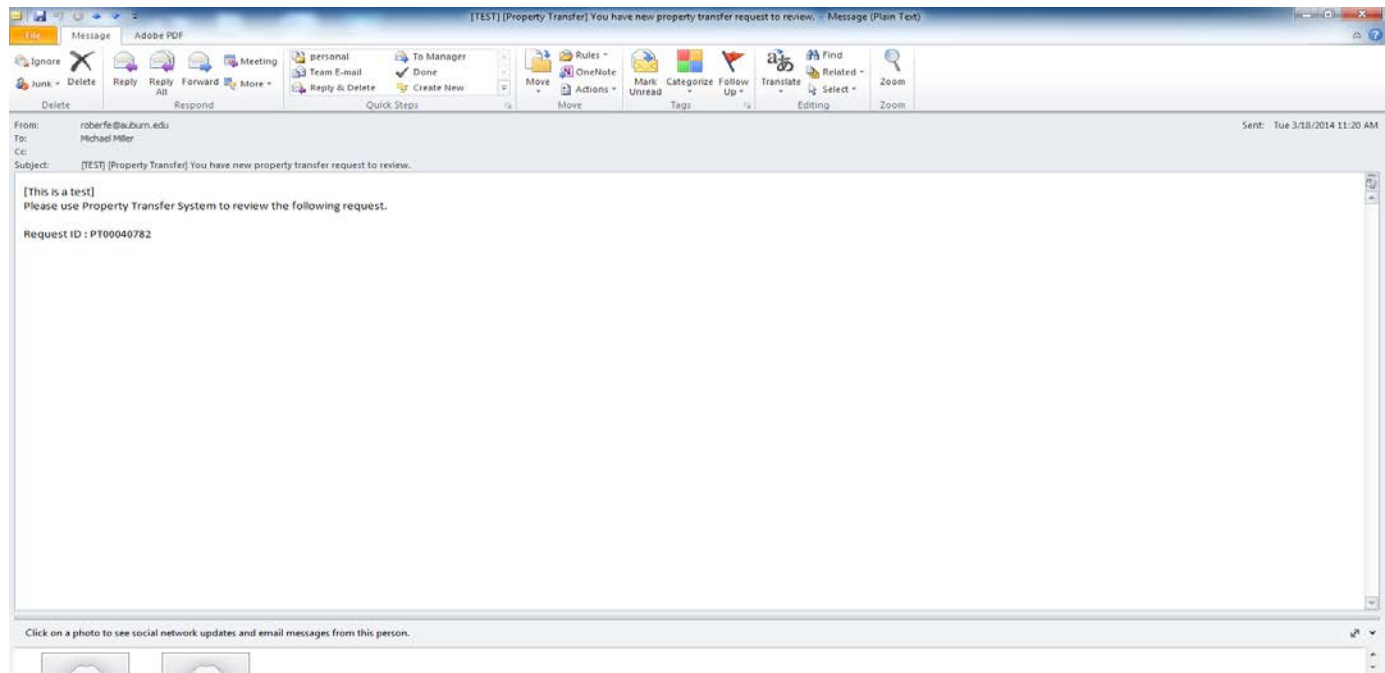 [TEST] [Property Transfer] You have new property transfer request to review. - Message (Plain Text)
File Message Adobe PDF
Ignore
Junk
Delete
Delete
Reply
Reply All
Forward
Meeting
More
Respond
personal
Team E-mail
Reply & Delete
To Manager
Done
Create New
Quick Steps
Move
Rules
OneNote
Actions
Move
Mark Unread
Categorize
Follow Up
Tags
Translate
Find
Related
Select
Editing
Zoom
Zoom
From: roberfe@auburn.edu
Sent: Tue 3/18/2014 11:20 AM
To: Michael Miller
Cc:
Subject: [TEST] [Property Transfer] You have new property transfer request to review.
[This is a test]
Please use Property Transfer System to review the following request.
Request ID : PT00040782
Click on a photo to see social network updates and email messages from this person.